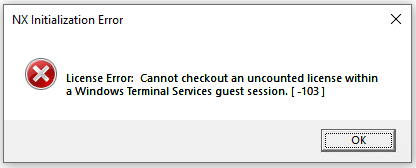 NX Initialization Error
License Error:  Cannot checkout an uncounted license within
a Windows Terminal Services guest session. [ -103 ]
OK